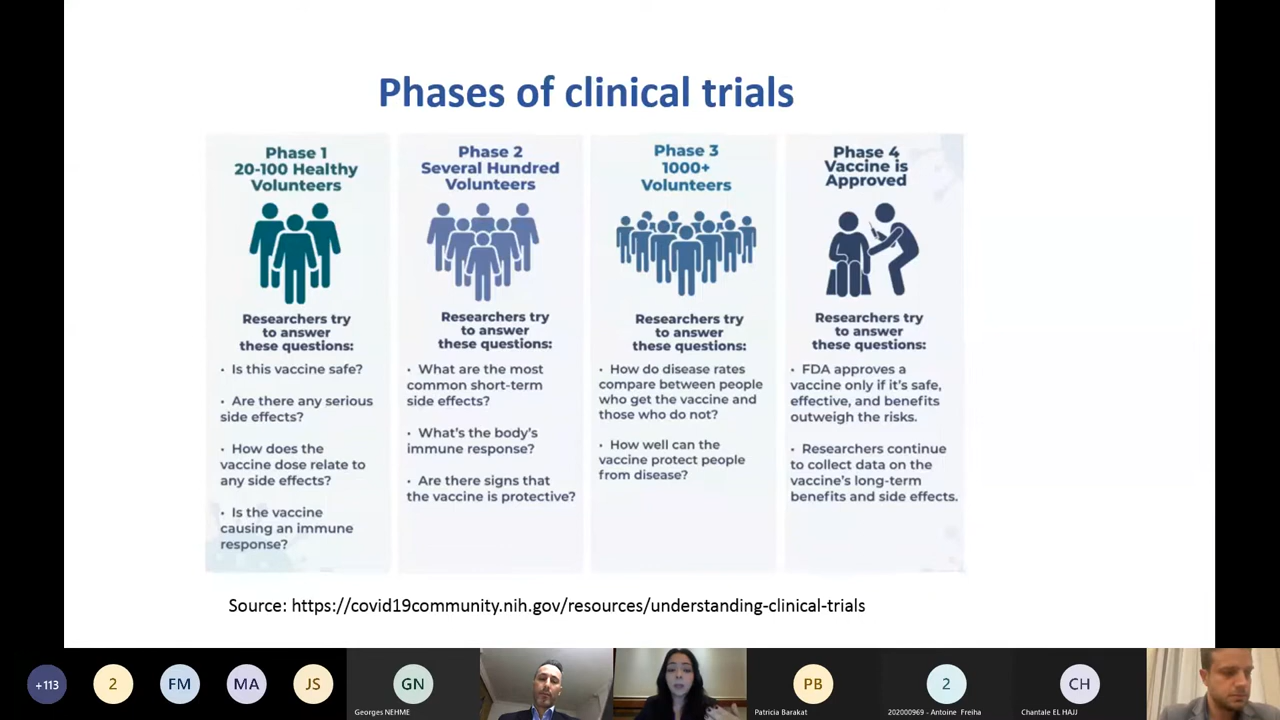 Phases of clinical trials
Phase 1
20-100 Healthy
Volunteers
Researchers try
to answer
these questions:
· Is this vaccine safe?
· Are there any serious
side effects?
· How does the
vaccine dose relate to
any side effects?
· Is the vaccine
causing an immune
response?
Phase 2
Several Hundred
Volunteers
Researchers try
to answer
these questions:
· What are the most
common short-term
side effects?
· What's the body's
immune response?
· Are there signs that
the vaccine is protective?
Phase 3
1000+
Volunteers
Researchers try
to answer
these questions:
· How do disease rates
compare between people
who get the vaccine and
those who do not?
· How well can the
vaccine protect people
from disease?
Phase 4
Vaccine is
Approved
Researchers try
to answer
these questions:
· FDA approves a
vaccine only if it's safe,
effective, and benefits
outweigh the risks.
· Researchers continue
to collect data on the
vaccine's long-term
benefits and side effects.
Source: https://covid19community.nih.gov/resources/understanding-clinical-trials
+113
2
FM
MA
JS
GN
Georges NEHME
PB
Patricia Barakat
2
202000969 - Antoine Freiha
CH
Chantale EL HAJJ